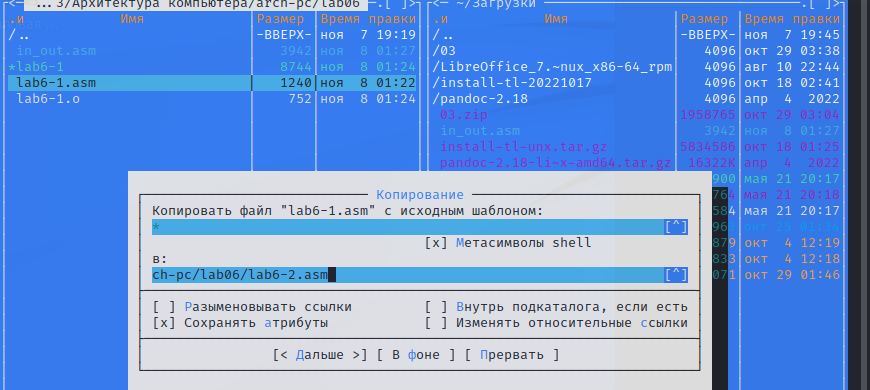 <— ...3/Архитектура компьютера/arch-pc/lab06 —.[ ]>
.и Имя Размер Время правки
/.. -ВВЕРХ- ноя 7 19:19
in_out.asm 3942 ноя 8 01:27
*lab6-1 8744 ноя 8 01:24
lab6-1.asm 1240 ноя 8 01:22
lab6-1.o 752 ноя 8 01:24
<— ~/Загрузки —.[ ]>
.и Имя Размер Время правки
/.. -ВВЕРХ- ноя 7 19:45
/03 4096 окт 29 03:38
/LibreOffice_7.~nux_x86-64_rpm 4096 авг 10 22:44
/install-tl-20221017 4096 окт 18 02:41
/pandoc-2.18 4096 апр 4 2022
03.zip 1958765 окт 29 03:04
in_out.asm 3942 ноя 8 01:27
install-tl-unx.tar.gz 5834586 окт 18 01:25
pandoc-2.18-li~x-amd64.tar.gz 16322K апр 4 2022
900 мая 21 20:17
764 мая 21 20:18
584 мая 21 20:17
963 окт 25 01:34
879 окт 4 12:19
833 окт 4 12:18
071 окт 29 01:46
Копирование
Копировать файл "lab6-1.asm" с исходным шаблоном:
* [^]
[x] Метасимволы shell
в:
ch-pc/lab06/lab6-2.asm [^]
[ ] Разыменовывать ссылки [ ] Внутрь подкаталога, если есть
[x] Сохранять атрибуты [ ] Изменять относительные ссылки
[< Дальше >] [ В фоне ] [ Прервать ]